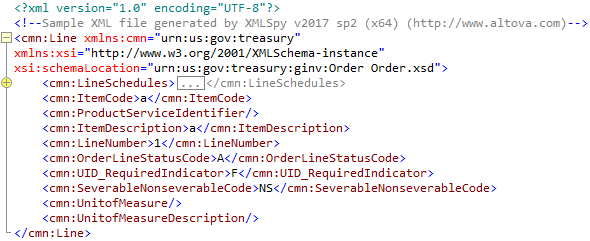 <?xml version="1.0" encoding="UTF-8"?>
<!--Sample XML file generated by XMLSpy v2017 sp2 (x64) (http://www.altova.com)-->
<cmn:Line xmlns:cmn="urn:us:gov:treasury"
xmlns:xsi="http://www.w3.org/2001/XMLSchema-instance"
xsi:schemaLocation="urn:us:gov:treasury:ginv:Order Order.xsd">
<cmn:LineSchedules>...</cmn:LineSchedules>
<cmn:ItemCode>a</cmn:ItemCode>
<cmn:ProductServiceIdentifier/>
<cmn:ItemDescription>a</cmn:ItemDescription>
<cmn:LineNumber>1</cmn:LineNumber>
<cmn:OrderLineStatusCode>A</cmn:OrderLineStatusCode>
<cmn:UID_RequiredIndicator>F</cmn:UID_RequiredIndicator>
<cmn:SeverableNonseverableCode>NS</cmn:SeverableNonseverableCode>
<cmn:UnitofMeasure/>
<cmn:UnitofMeasureDescription/>
</cmn:Line>